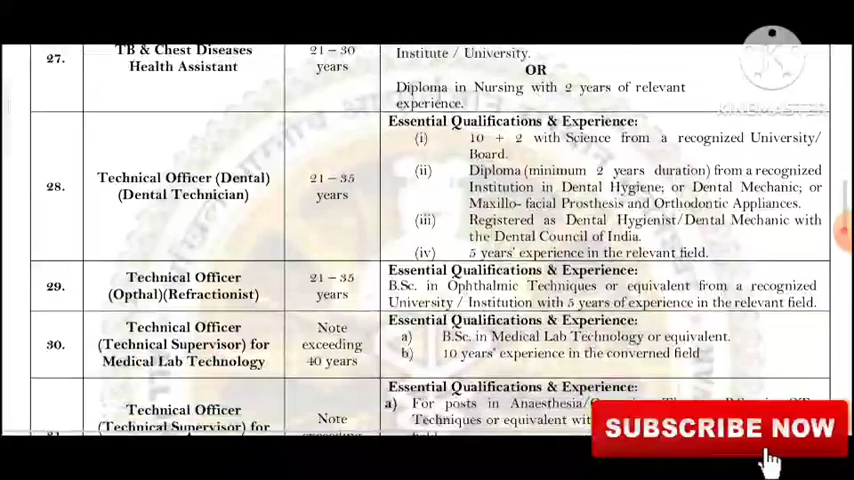 27.
TB & Chest Diseases
Health Assistant
21 – 30
years
Institute / University.
OR
Diploma in Nursing with 2 years of relevant
experience.
28.
Technical Officer (Dental)
(Dental Technician)
21 – 35
years
Essential Qualifications & Experience:
(i) 10 + 2 with Science from a recognized University/
Board.
(ii) Diploma (minimum 2 years duration) from a recognized
Institution in Dental Hygiene; or Dental Mechanic; or
Maxillo- facial Prosthesis and Orthodontic Appliances.
(iii) Registered as Dental Hygienist/Dental Mechanic with
the Dental Council of India.
(iv) 5 years' experience in the relevant field.
29.
Technical Officer
(Opthal)(Refractionist)
21 – 35
years
Essential Qualifications & Experience:
B.Sc. in Ophthalmic Techniques or equivalent from a recognized
University / Institution with 5 years of experience in the relevant field.
30.
Technical Officer
(Technical Supervisor) for
Medical Lab Technology
Note
exceeding
40 years
Essential Qualifications & Experience:
a) B.Sc. in Medical Lab Technology or equivalent.
b) 10 years' experience in the converned field
Technical Officer
(Technical Supervisor) for
Note
Essential Qualifications & Experience:
a) For posts in Anaesthesia/
Techniques or equivalent
KINEMASTER
SUBSCRIBE NOW